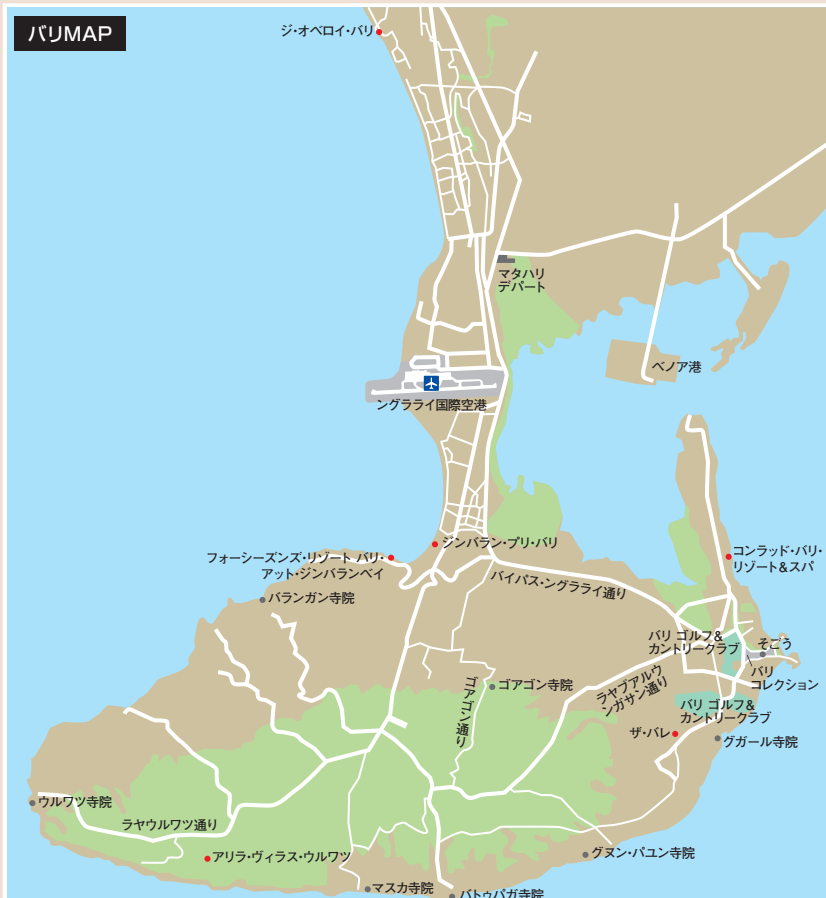 バリMAP
ジ・オベロイ・バリ
マタハリ
デパート
ベノア港
ングラライ国際空港
ジンバラン・プリ・バリ
フォーシーズンズ・リゾート バリ・
アット・ジンバランベイ
コンラッド・バリ・
リゾート&スパ
バイパス・ングラライ通り
バランガン寺院
バリ ゴルフ&
カントリークラブ
そごう
バリ
コレクション
ゴアゴン寺院
ゴアゴン通り
ラヤブアルウ
ンガサン通り
バリ ゴルフ&
カントリークラブ
ザ・バレ
グガール寺院
ウルワツ寺院
ラヤウルワツ通り
アリラ・ヴィラス・ウルワツ
グヌン・パユン寺院
マスカ寺院
バトゥパガ寺院